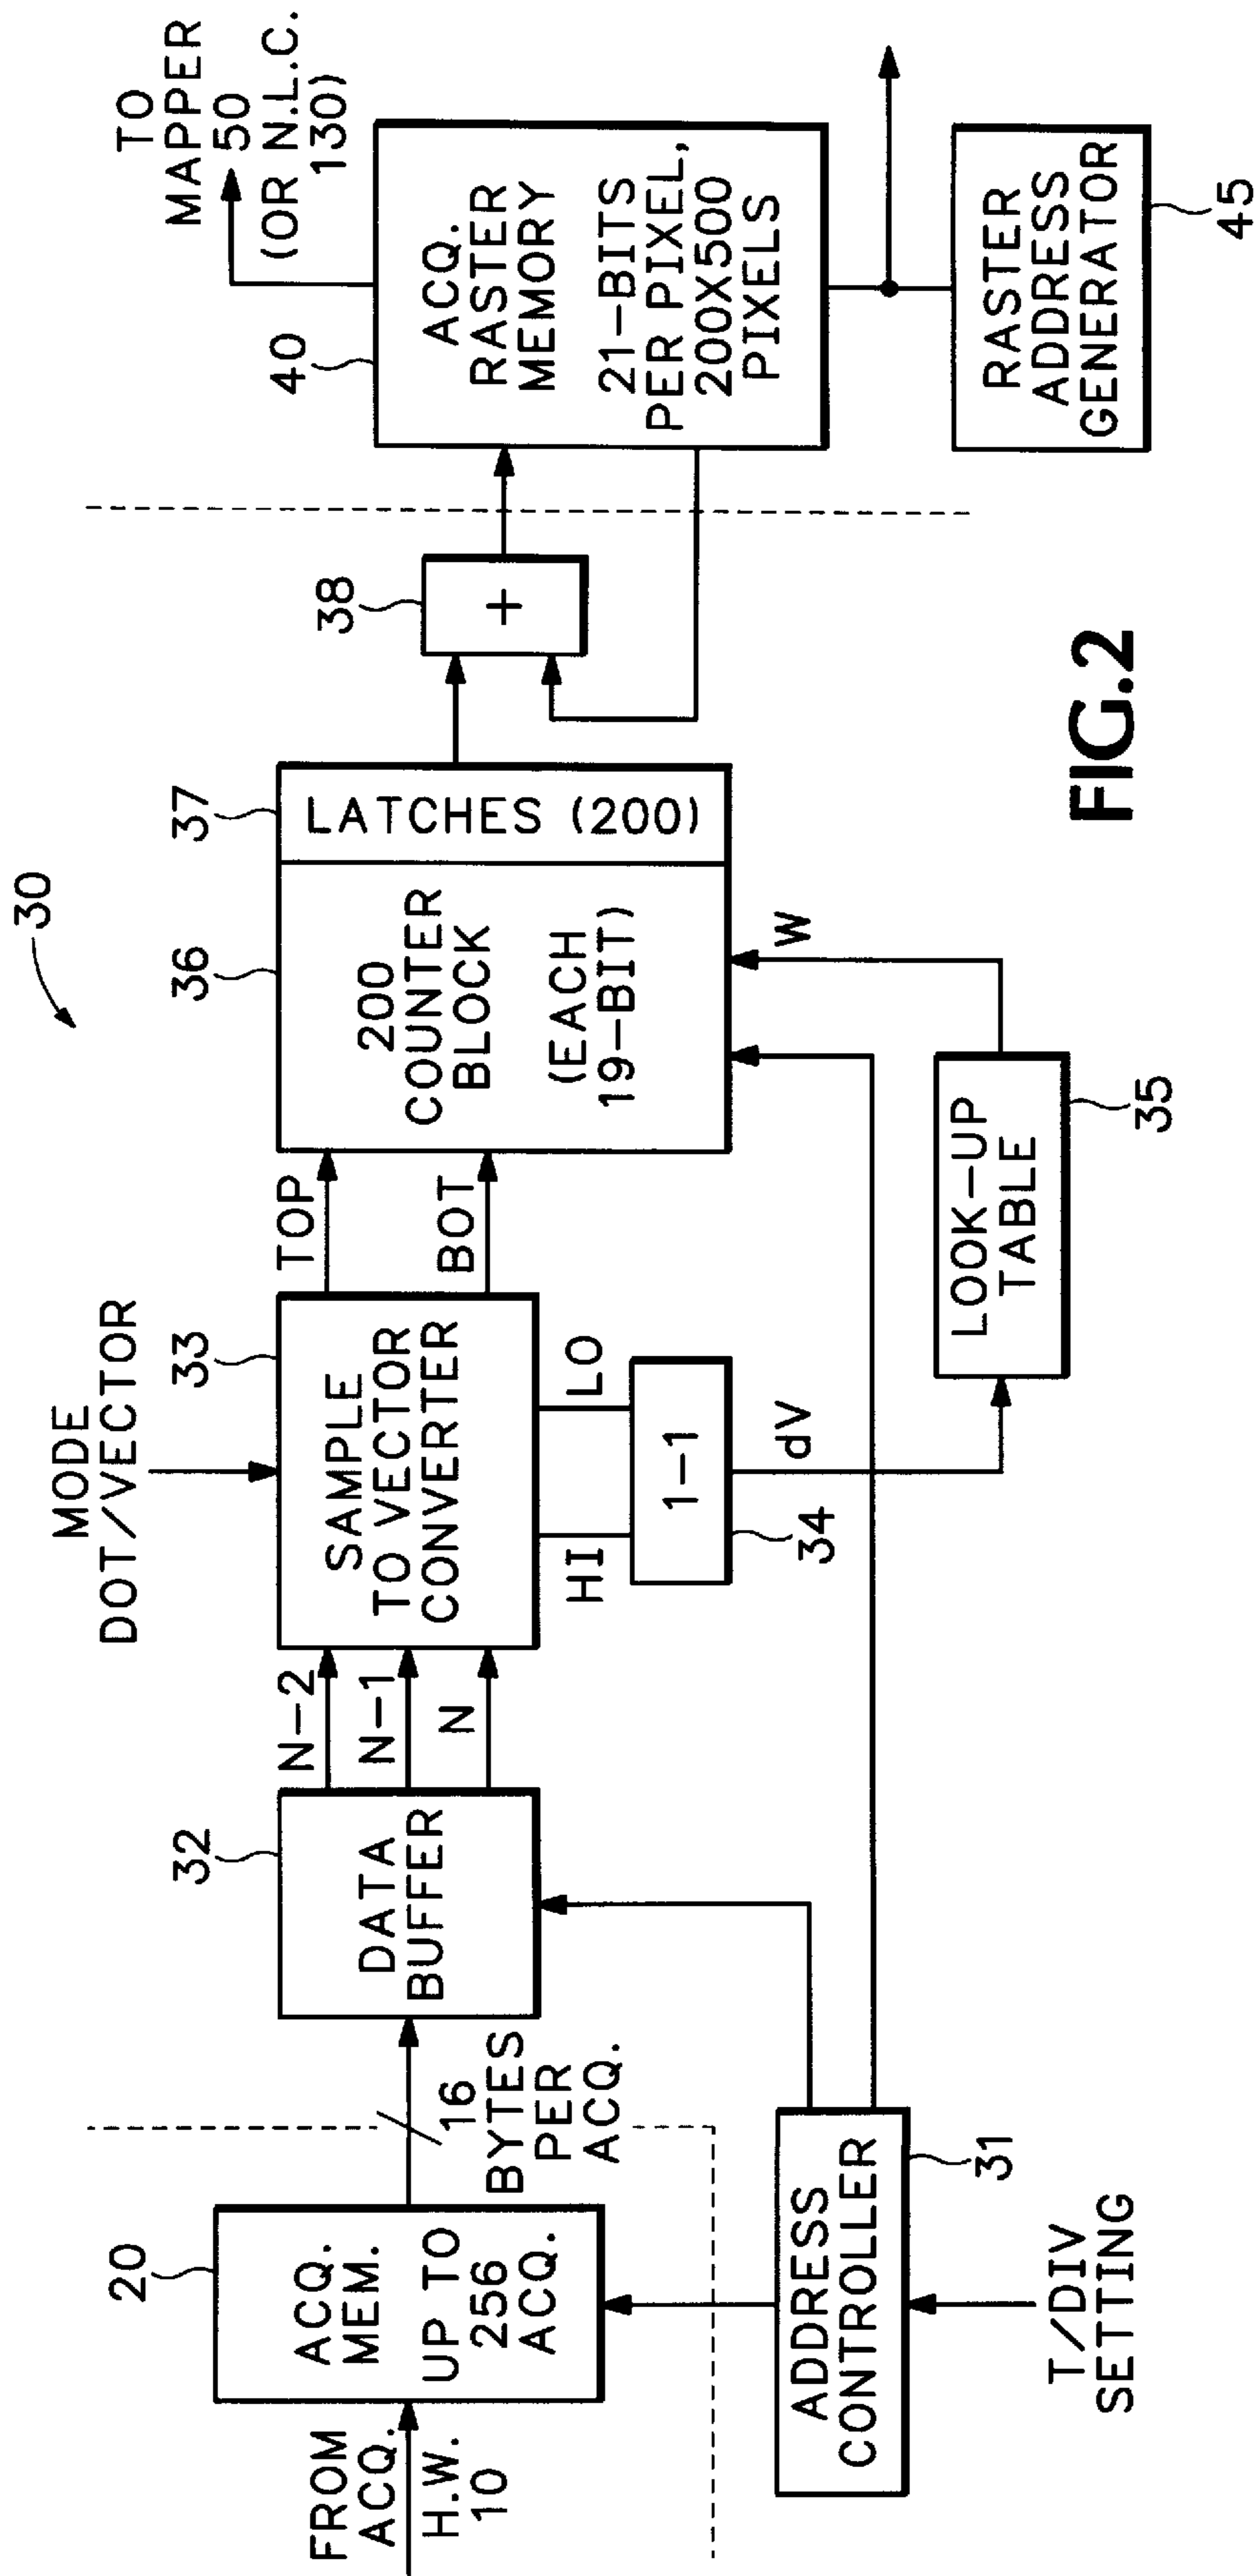 30
FROM
ACQ.
H.W.
10
20
ACQ.
MEM.
UP TO
256
ACQ.
16
BYTES
PER
ACQ.
32
DATA
BUFFER
N-2
N-1
N
MODE
DOT/VECTOR
33
SAMPLE
TO VECTOR
CONVERTER
TOP
BOT
HI
LO
1-1
34
dV
36
200
COUNTER
BLOCK
(EACH
19-BIT)
37
LATCHES (200)
W
38
+
40
ACQ.
RASTER
MEMORY
21-BITS
PER PIXEL,
200X500
PIXELS
TO
MAPPER
50
(OR N.L.C.
130)
T/DIV
SETTING
ADDRESS
CONTROLLER
31
LOOK-UP
TABLE
35
RASTER
ADDRESS
GENERATOR
45
FIG.2